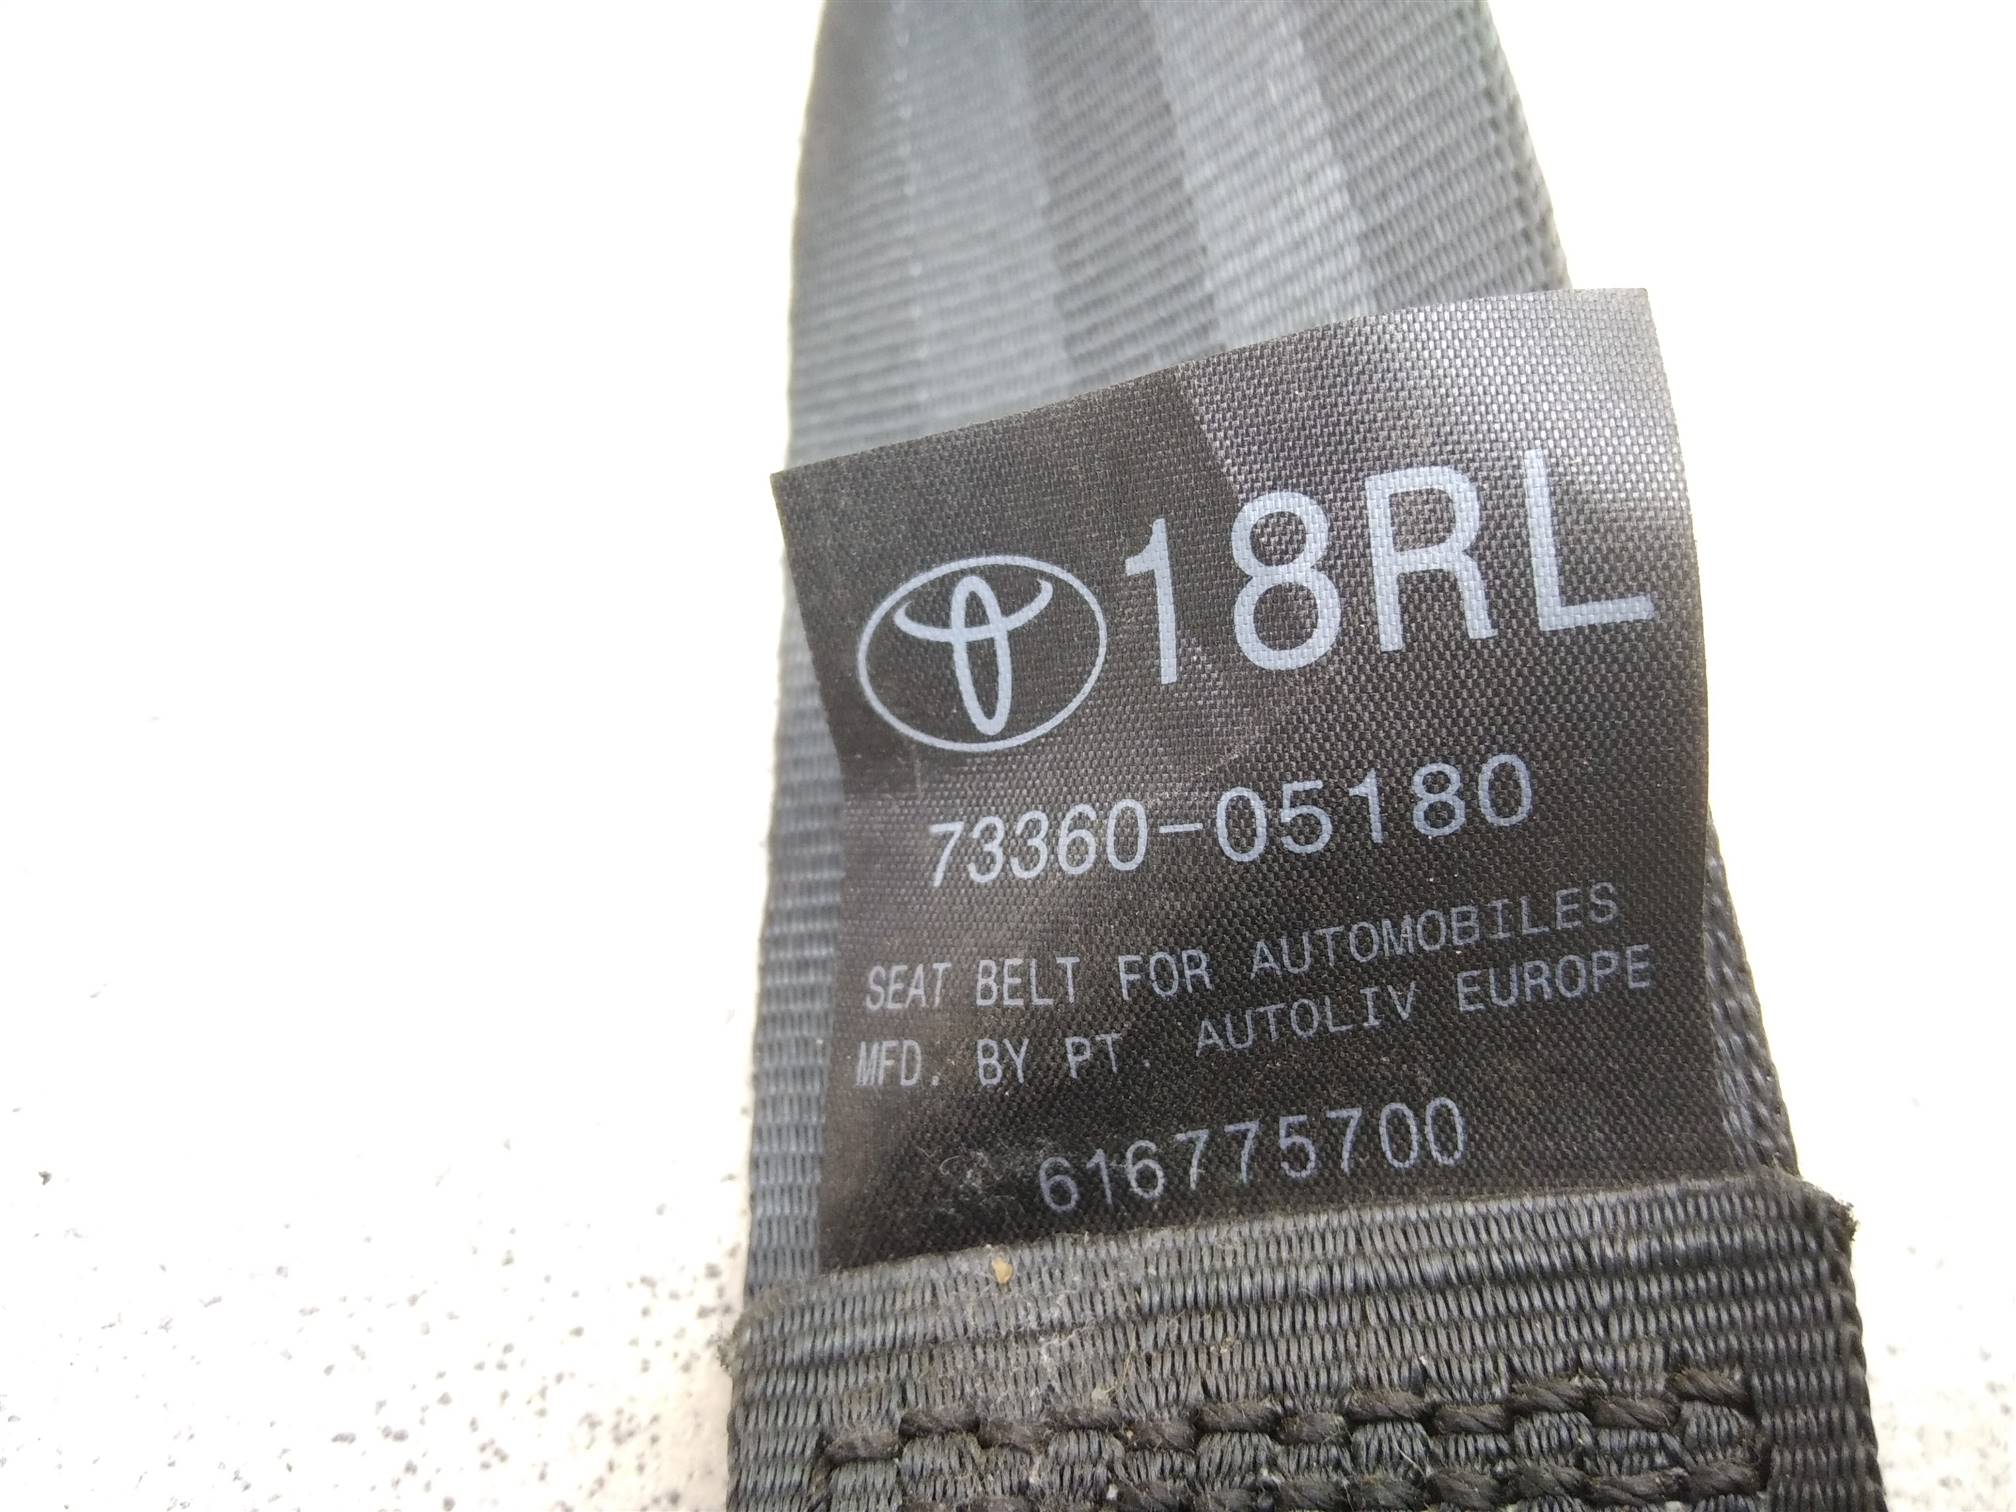 18RL
73360-05180
SEAT BELT FOR AUTOMOBILES
MFD. BY PT. AUTOLIV EUROPE
616775700